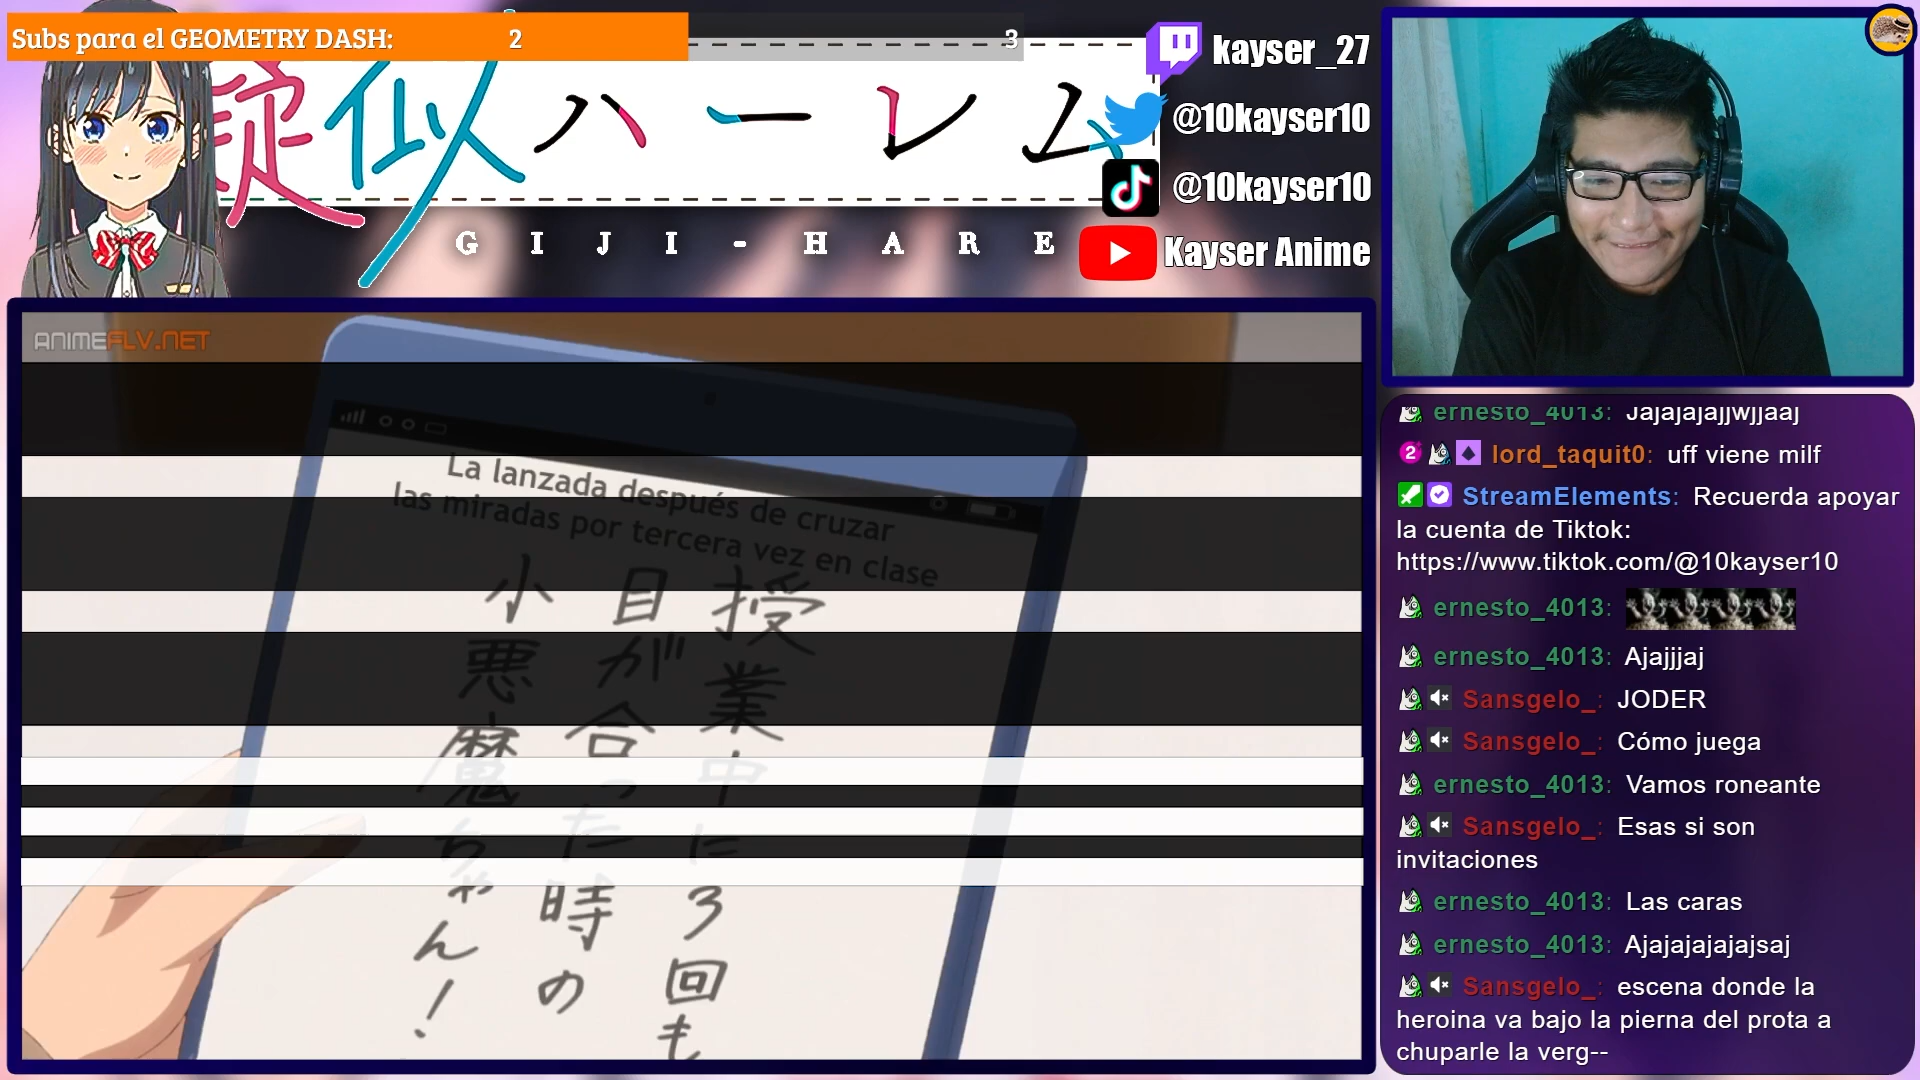 Subs para el GEOMETRY DASH: 2 3
疑似ハーレム
GIJI-HARE
kayser_27
@10kayser10
@10kayser10
Kayser Anime
ANIMEFLV.NET
La lanzada después de cruzar
las miradas por tercera vez en clase
授業中に3回も
目が合った時の
小悪魔ちゃん!
ernesto_4013: Jajajajajjwjjaaj
2 lord_taquit0: uff viene milf
StreamElements: Recuerda apoyar
la cuenta de Tiktok:
https://www.tiktok.com/@10kayser10
ernesto_4013:
ernesto_4013: Ajajjjaj
Sansgelo_: JODER
Sansgelo_: Cómo juega
ernesto_4013: Vamos roneante
Sansgelo_: Esas si son
invitaciones
ernesto_4013: Las caras
ernesto_4013: Ajajajajajajsaj
Sansgelo_: escena donde la
heroina va bajo la pierna del prota a
chuparle la verg--